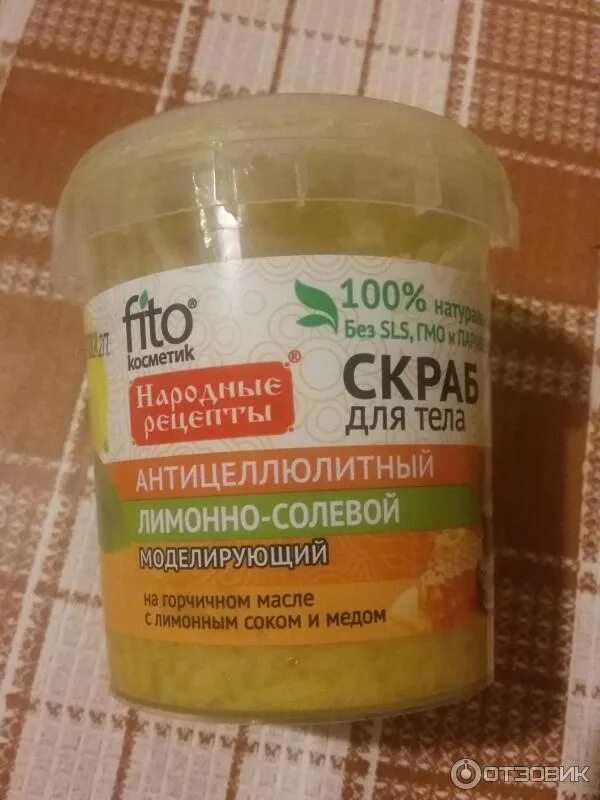 fito®
косметик
Народные
рецепты®
100%
Без SLS, ГМО и
СКРАБ
для тела
АНТИЦЕЛЛЮЛИТНЫЙ
ЛИМОННО-СОЛЕВОЙ
МОДЕЛИРУЮЩИЙ
на горчичном масле
с лимонным соком и медом
ОТЗОВИК